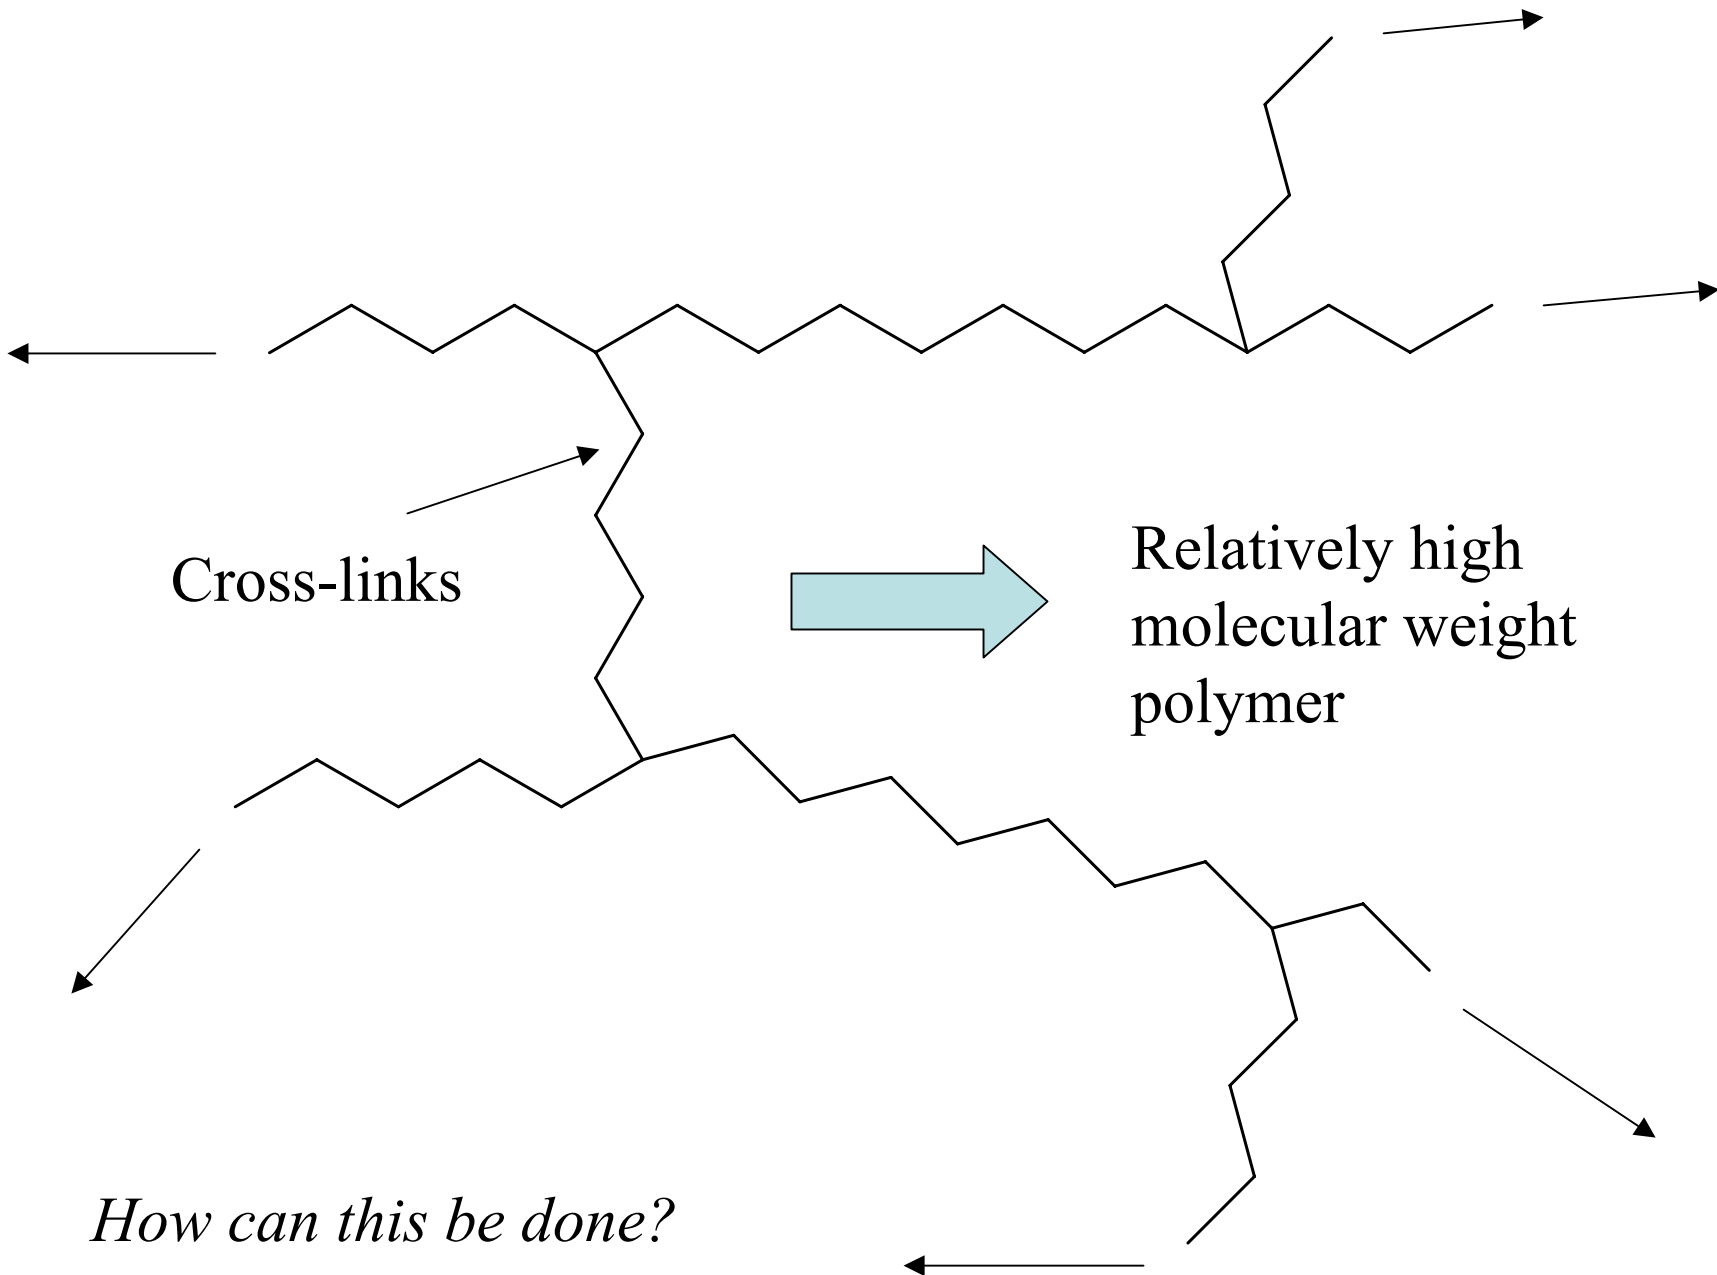 Cross-links
Relatively high
molecular weight
polymer
How can this be done?